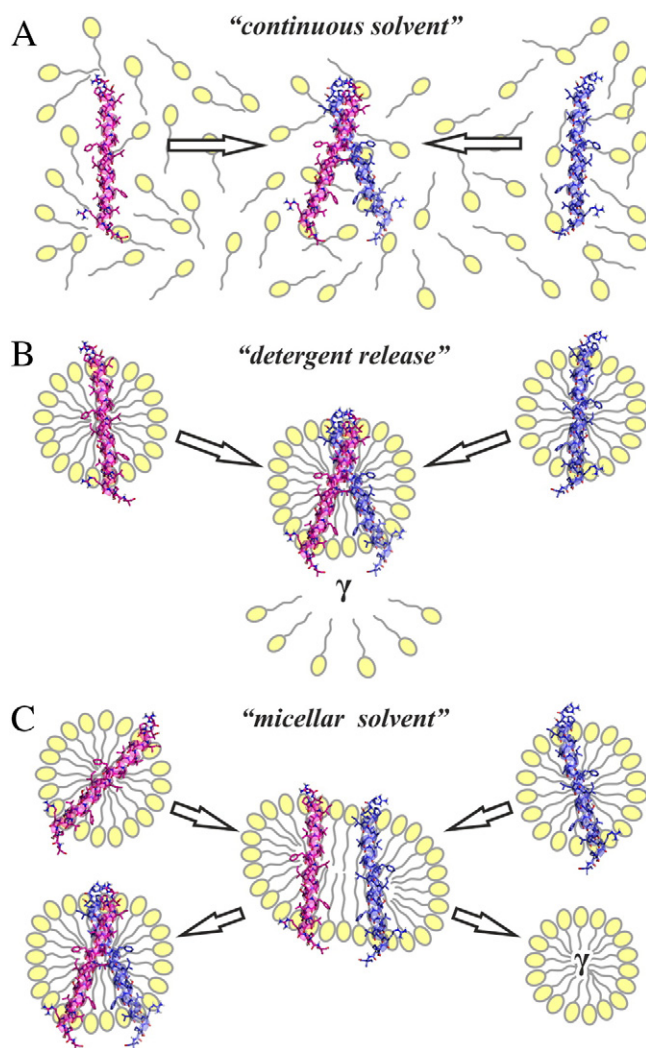 A
“continuous solvent”
B
“detergent release”
γ
C
“micellar solvent”
γ